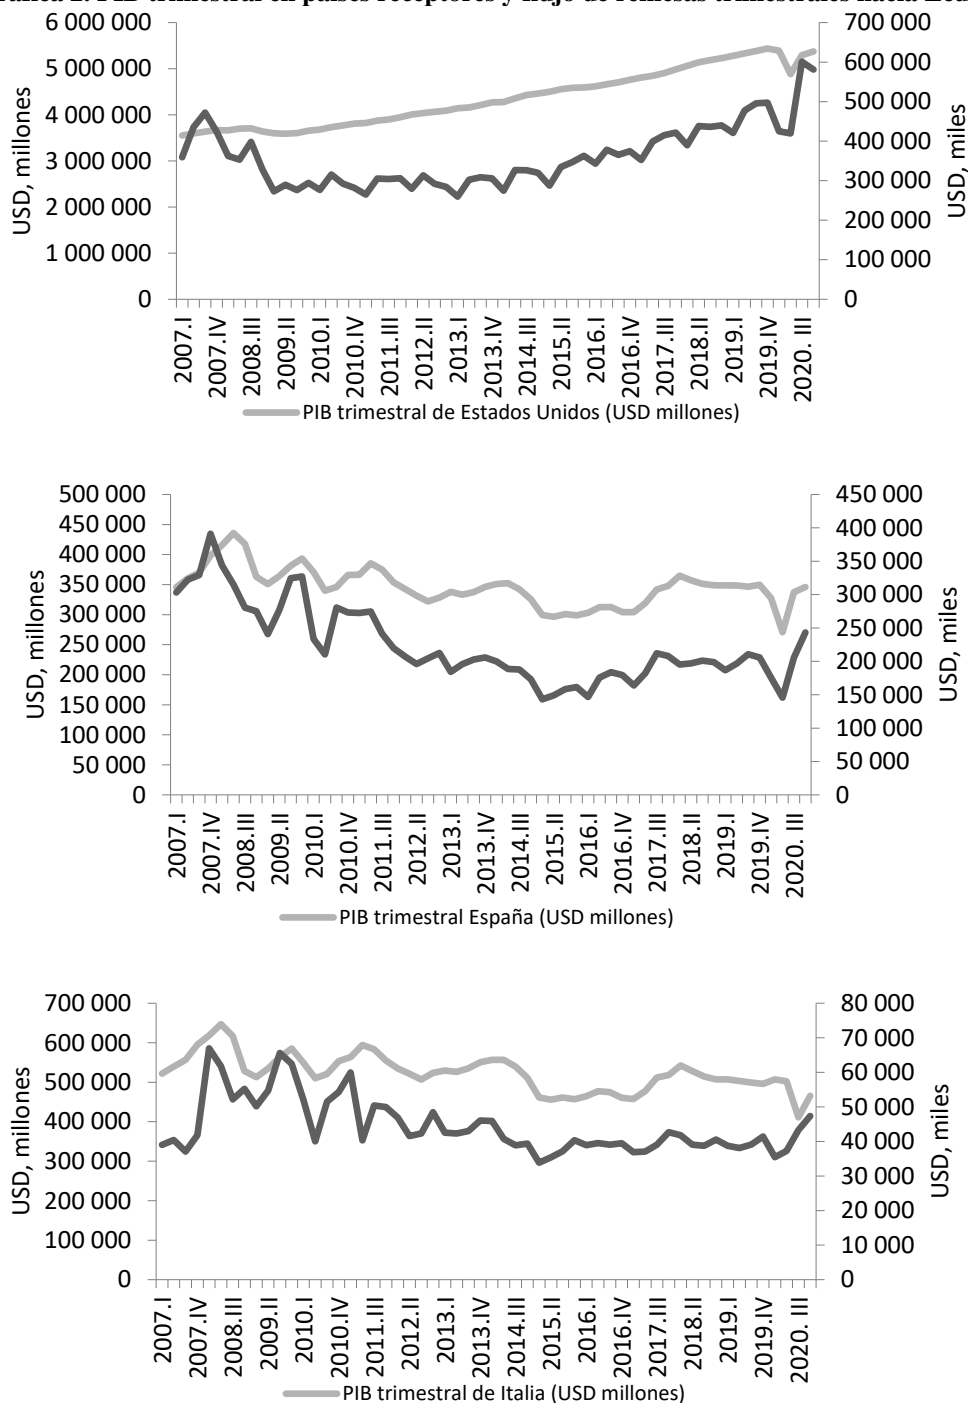 PIB trimestral en países receptores y flujo de remesas trimestrales hacia
USD, millones
6 000 000
5 000 000
4 000 000
3 000 000
2 000 000
1 000 000
0
700 000
600 000
500 000
400 000
300 000
200 000
100 000
0
USD, miles
2007.I
2007.IV
2008.III
2009.II
2010.I
2010.IV
2011.III
2012.II
2013.I
2013.IV
2014.III
2015.II
2016.I
2016.IV
2017.III
2018.II
2019.I
2019.IV
2020. III
PIB trimestral de Estados Unidos (USD millones)
USD, millones
500 000
450 000
400 000
350 000
300 000
250 000
200 000
150 000
100 000
50 000
0
450 000
400 000
350 000
300 000
250 000
200 000
150 000
100 000
50 000
0
USD, miles
2007.I
2007.IV
2008.III
2009.II
2010.I
2010.IV
2011.III
2012.II
2013.I
2013.IV
2014.III
2015.II
2016.I
2016.IV
2017.III
2018.II
2019.I
2019.IV
2020. III
PIB trimestral España (USD millones)
USD, millones
700 000
600 000
500 000
400 000
300 000
200 000
100 000
0
80 000
70 000
60 000
50 000
40 000
30 000
20 000
10 000
0
USD, miles
2007.I
2007.IV
2008.III
2009.II
2010.I
2010.IV
2011.III
2012.II
2013.I
2013.IV
2014.III
2015.II
2016.I
2016.IV
2017.III
2018.II
2019.I
2019.IV
2020. III
PIB trimestral de Italia (USD millones)